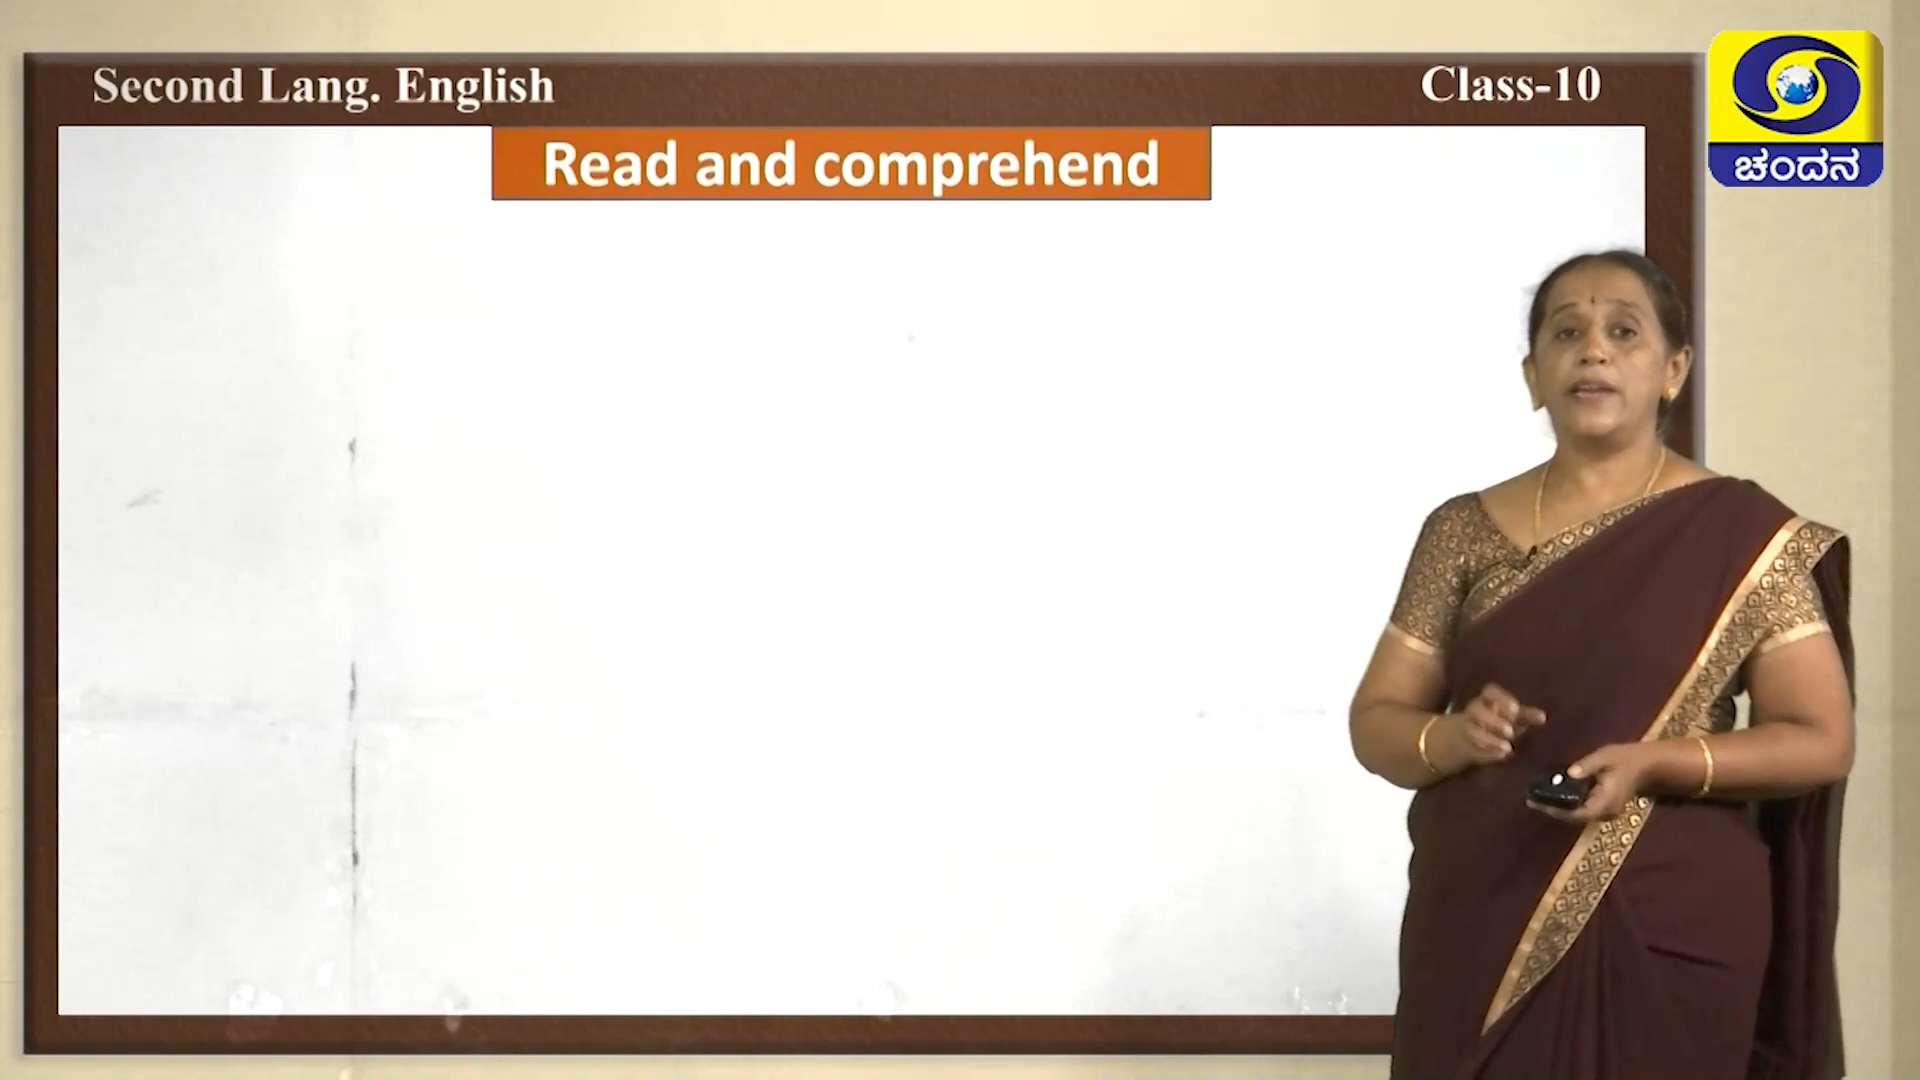 Second Lang. English
Class-10
Read and comprehend
ಚಂದನ